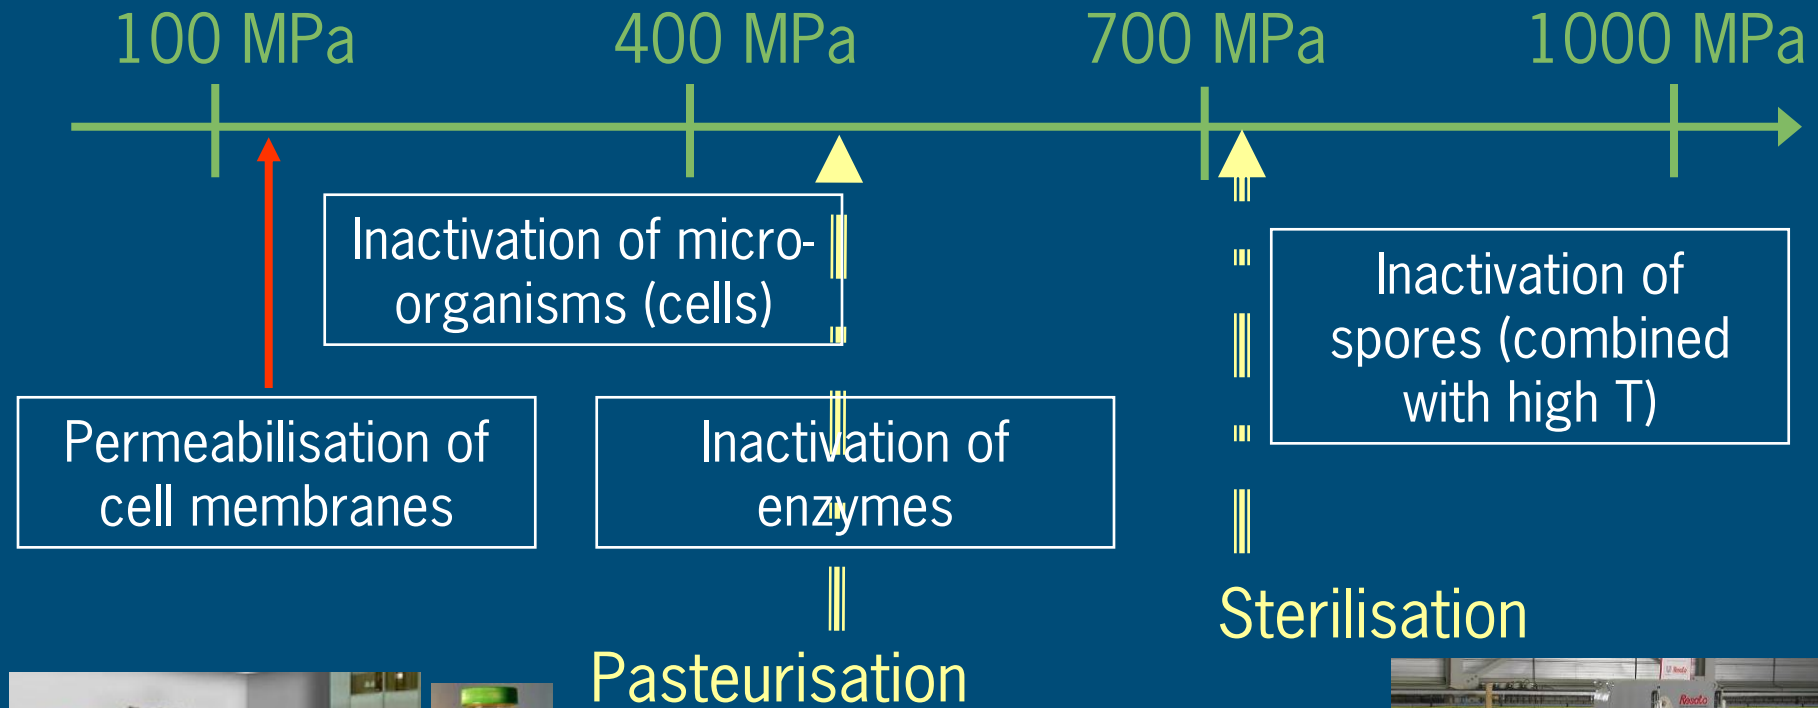 100 MPa 400 MPa 700 MPa 1000 MPa
Inactivation of micro-
organisms (cells)
Inactivation of
spores (combined
with high T)
Permeabilisation of
cell membranes
Inactivation of
enzymes
Sterilisation
Pasteurisation